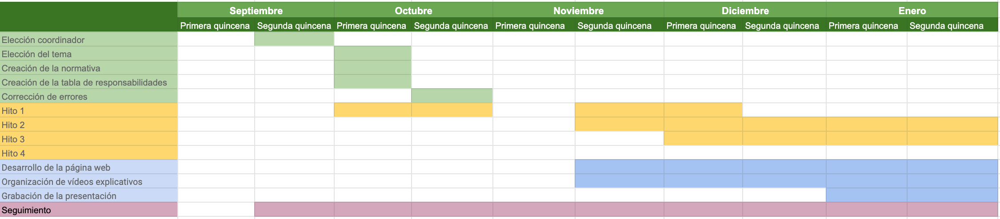 Septiembre Octubre Noviembre Diciembre Enero
Primera quincena Segunda quincena Primera quincena Segunda quincena Primera quincena Segunda quincena Primera quincena Segunda quincena Primera quincena Segunda quincena
Elección coordinador
Elección del tema
Creación de la normativa
Creación de la tabla de responsabilidades
Corrección de errores
Hito 1
Hito 2
Hito 3
Hito 4
Desarrollo de la página web
Organización de vídeos explicativos
Grabación de la presentación
Seguimiento